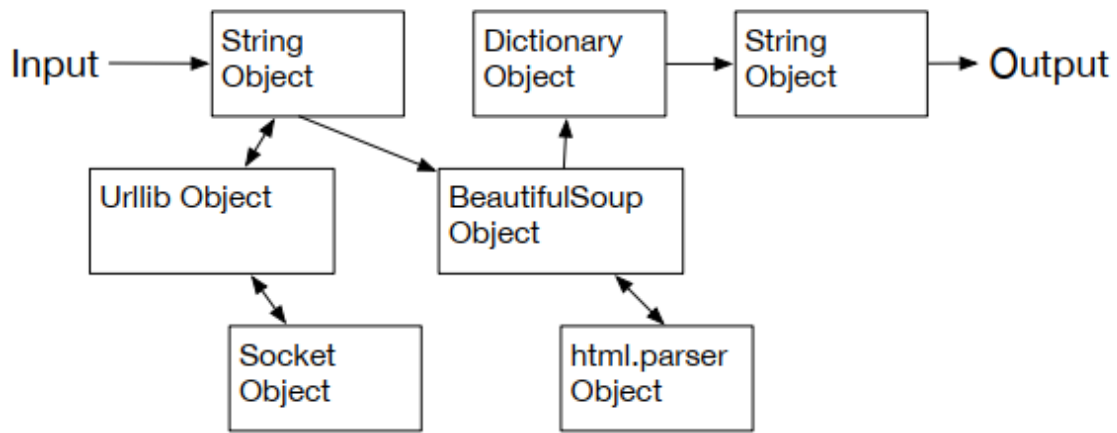 Input
String
Object
Dictionary
Object
String
Object
Output
Urllib Object
BeautifulSoup
Object
Socket
Object
html.parser
Object